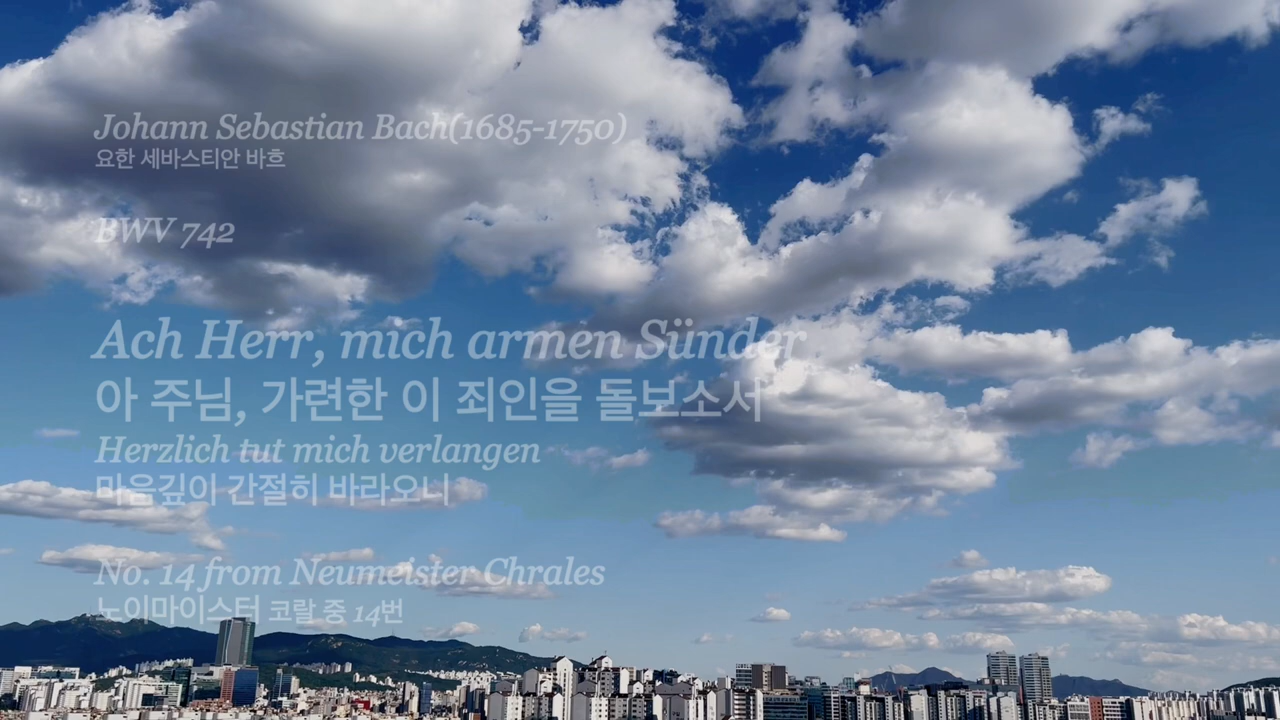 Johann Sebastian Bach(1685-1750)
요한 세바스티안 바흐
BWV 742
Ach Herr, mich armen Sünder
아 주님, 가련한 이 죄인을 돌보소서
Herzlich tut mich verlangen
마음깊이 간절히 바라오니
No. 14 from Neumeister Chrales
노이마이스터 코랄 중 14번